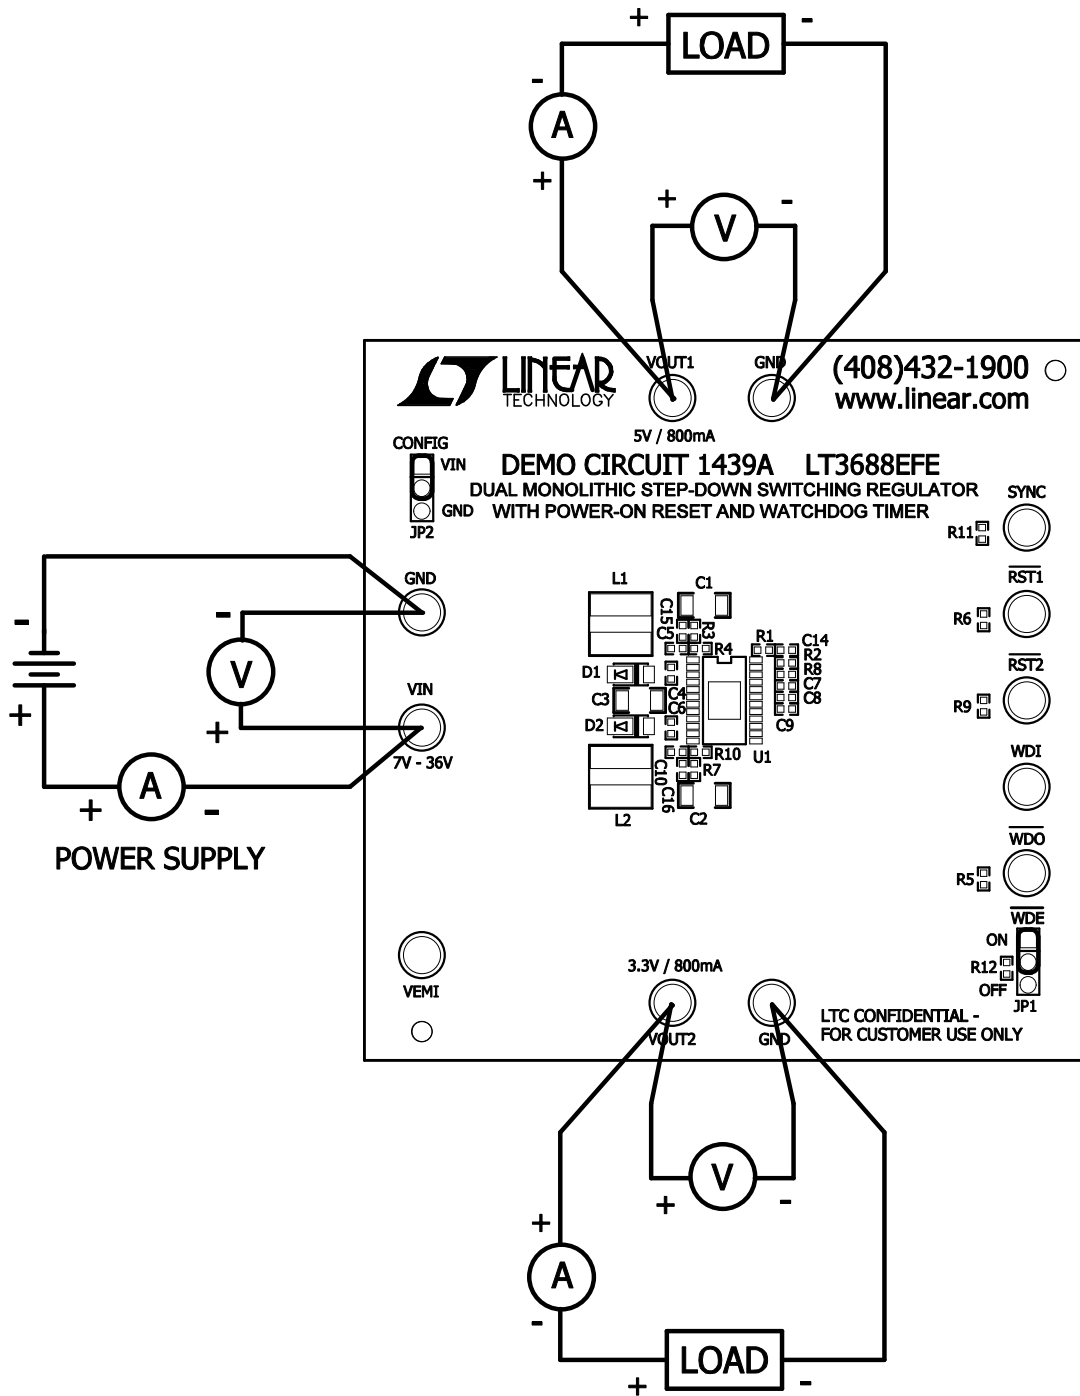 + LOAD -
-
A
+
+ V -
LINEAR
TECHNOLOGY
VOUT1
GND
(408)432-1900
www.linear.com
5V / 800mA
CONFIG
VIN
GND
JP2
DEMO CIRCUIT 1439A LT3688EFE
DUAL MONOLITHIC STEP-DOWN SWITCHING REGULATOR
WITH POWER-ON RESET AND WATCHDOG TIMER
SYNC
R11
RST1
R6
RST2
R9
WDI
WDO
R5
WDE
ON
R12
OFF
JP1
GND
-
-
V
+
+
VIN
7V - 36V
+ A -
POWER SUPPLY
L1
C1
C15
C5
R3
R4
R1
C14
R2
R8
C7
C8
C9
D1
C4
C3
C6
D2
R10
U1
C10
R7
C16
L2
C2
VEMI
3.3V / 800mA
VOUT2
GND
LTC CONFIDENTIAL -
FOR CUSTOMER USE ONLY
+ V -
+
A
-
+ LOAD -